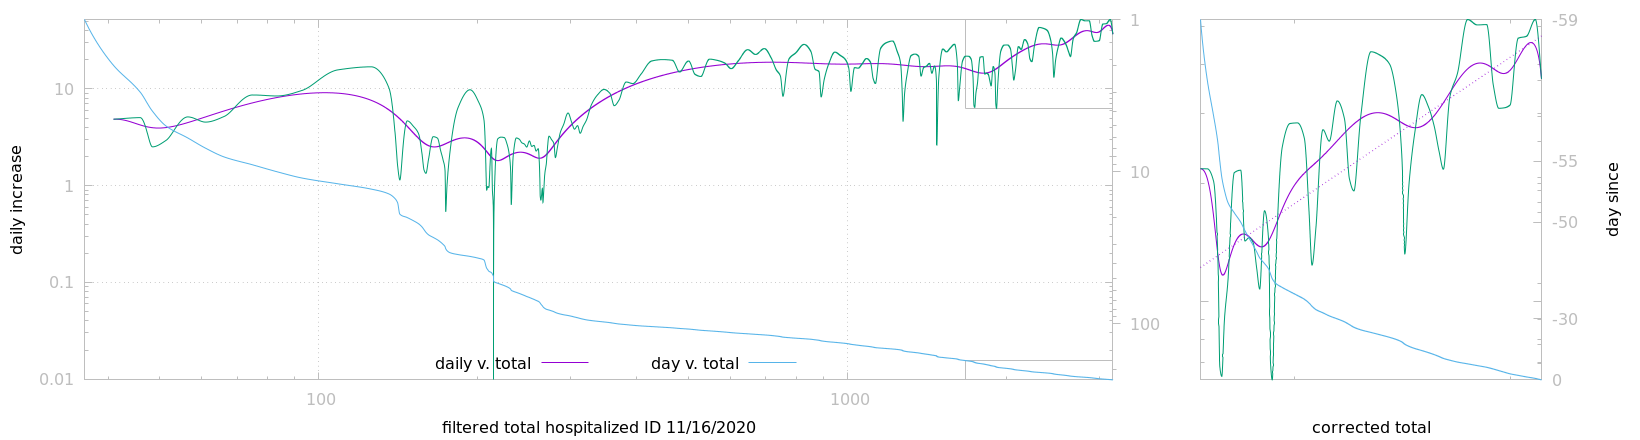 10
1
0.1
0.01
daily increase
100
1000
filtered total hospitalized ID 11/16/2020
daily v. total
day v. total
1
10
100
-59
-55
-50
-30
0
day since
corrected total